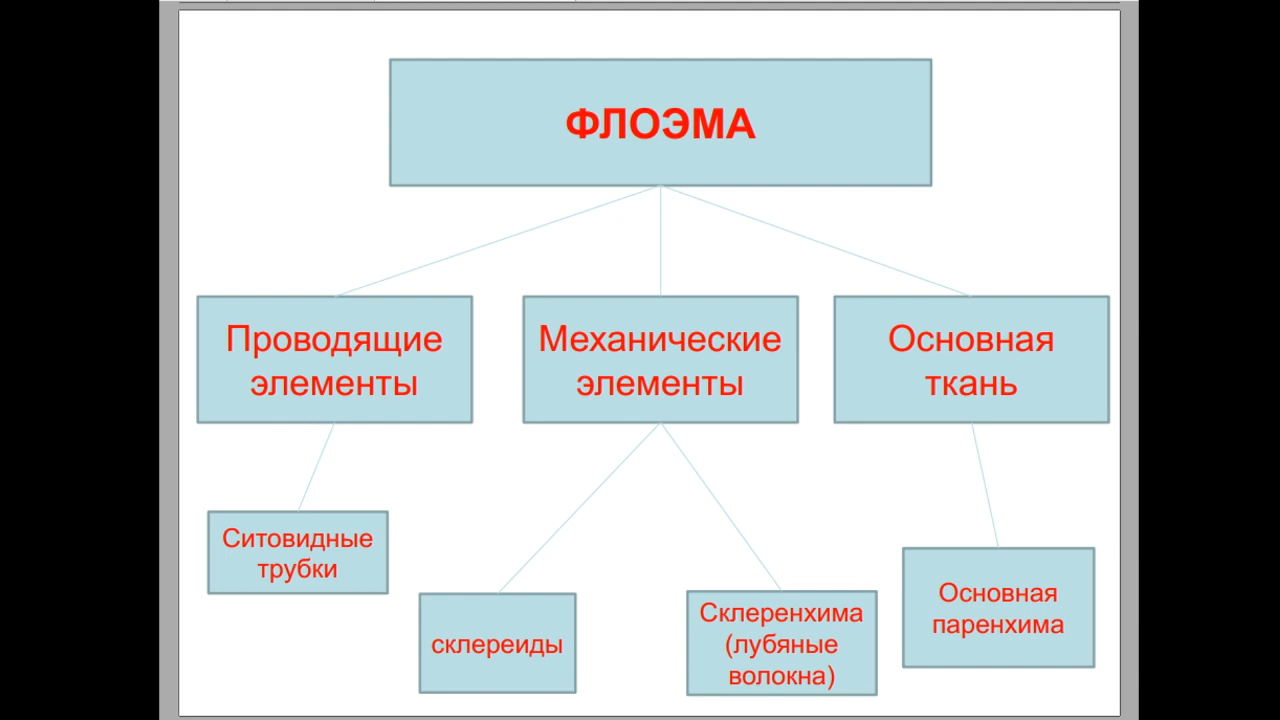 ФЛОЭМА
Проводящие
элементы
Механические
элементы
Основная
ткань
Ситовидные
трубки
склереиды
Склеренхима
(лубяные
волокна)
Основная
паренхима